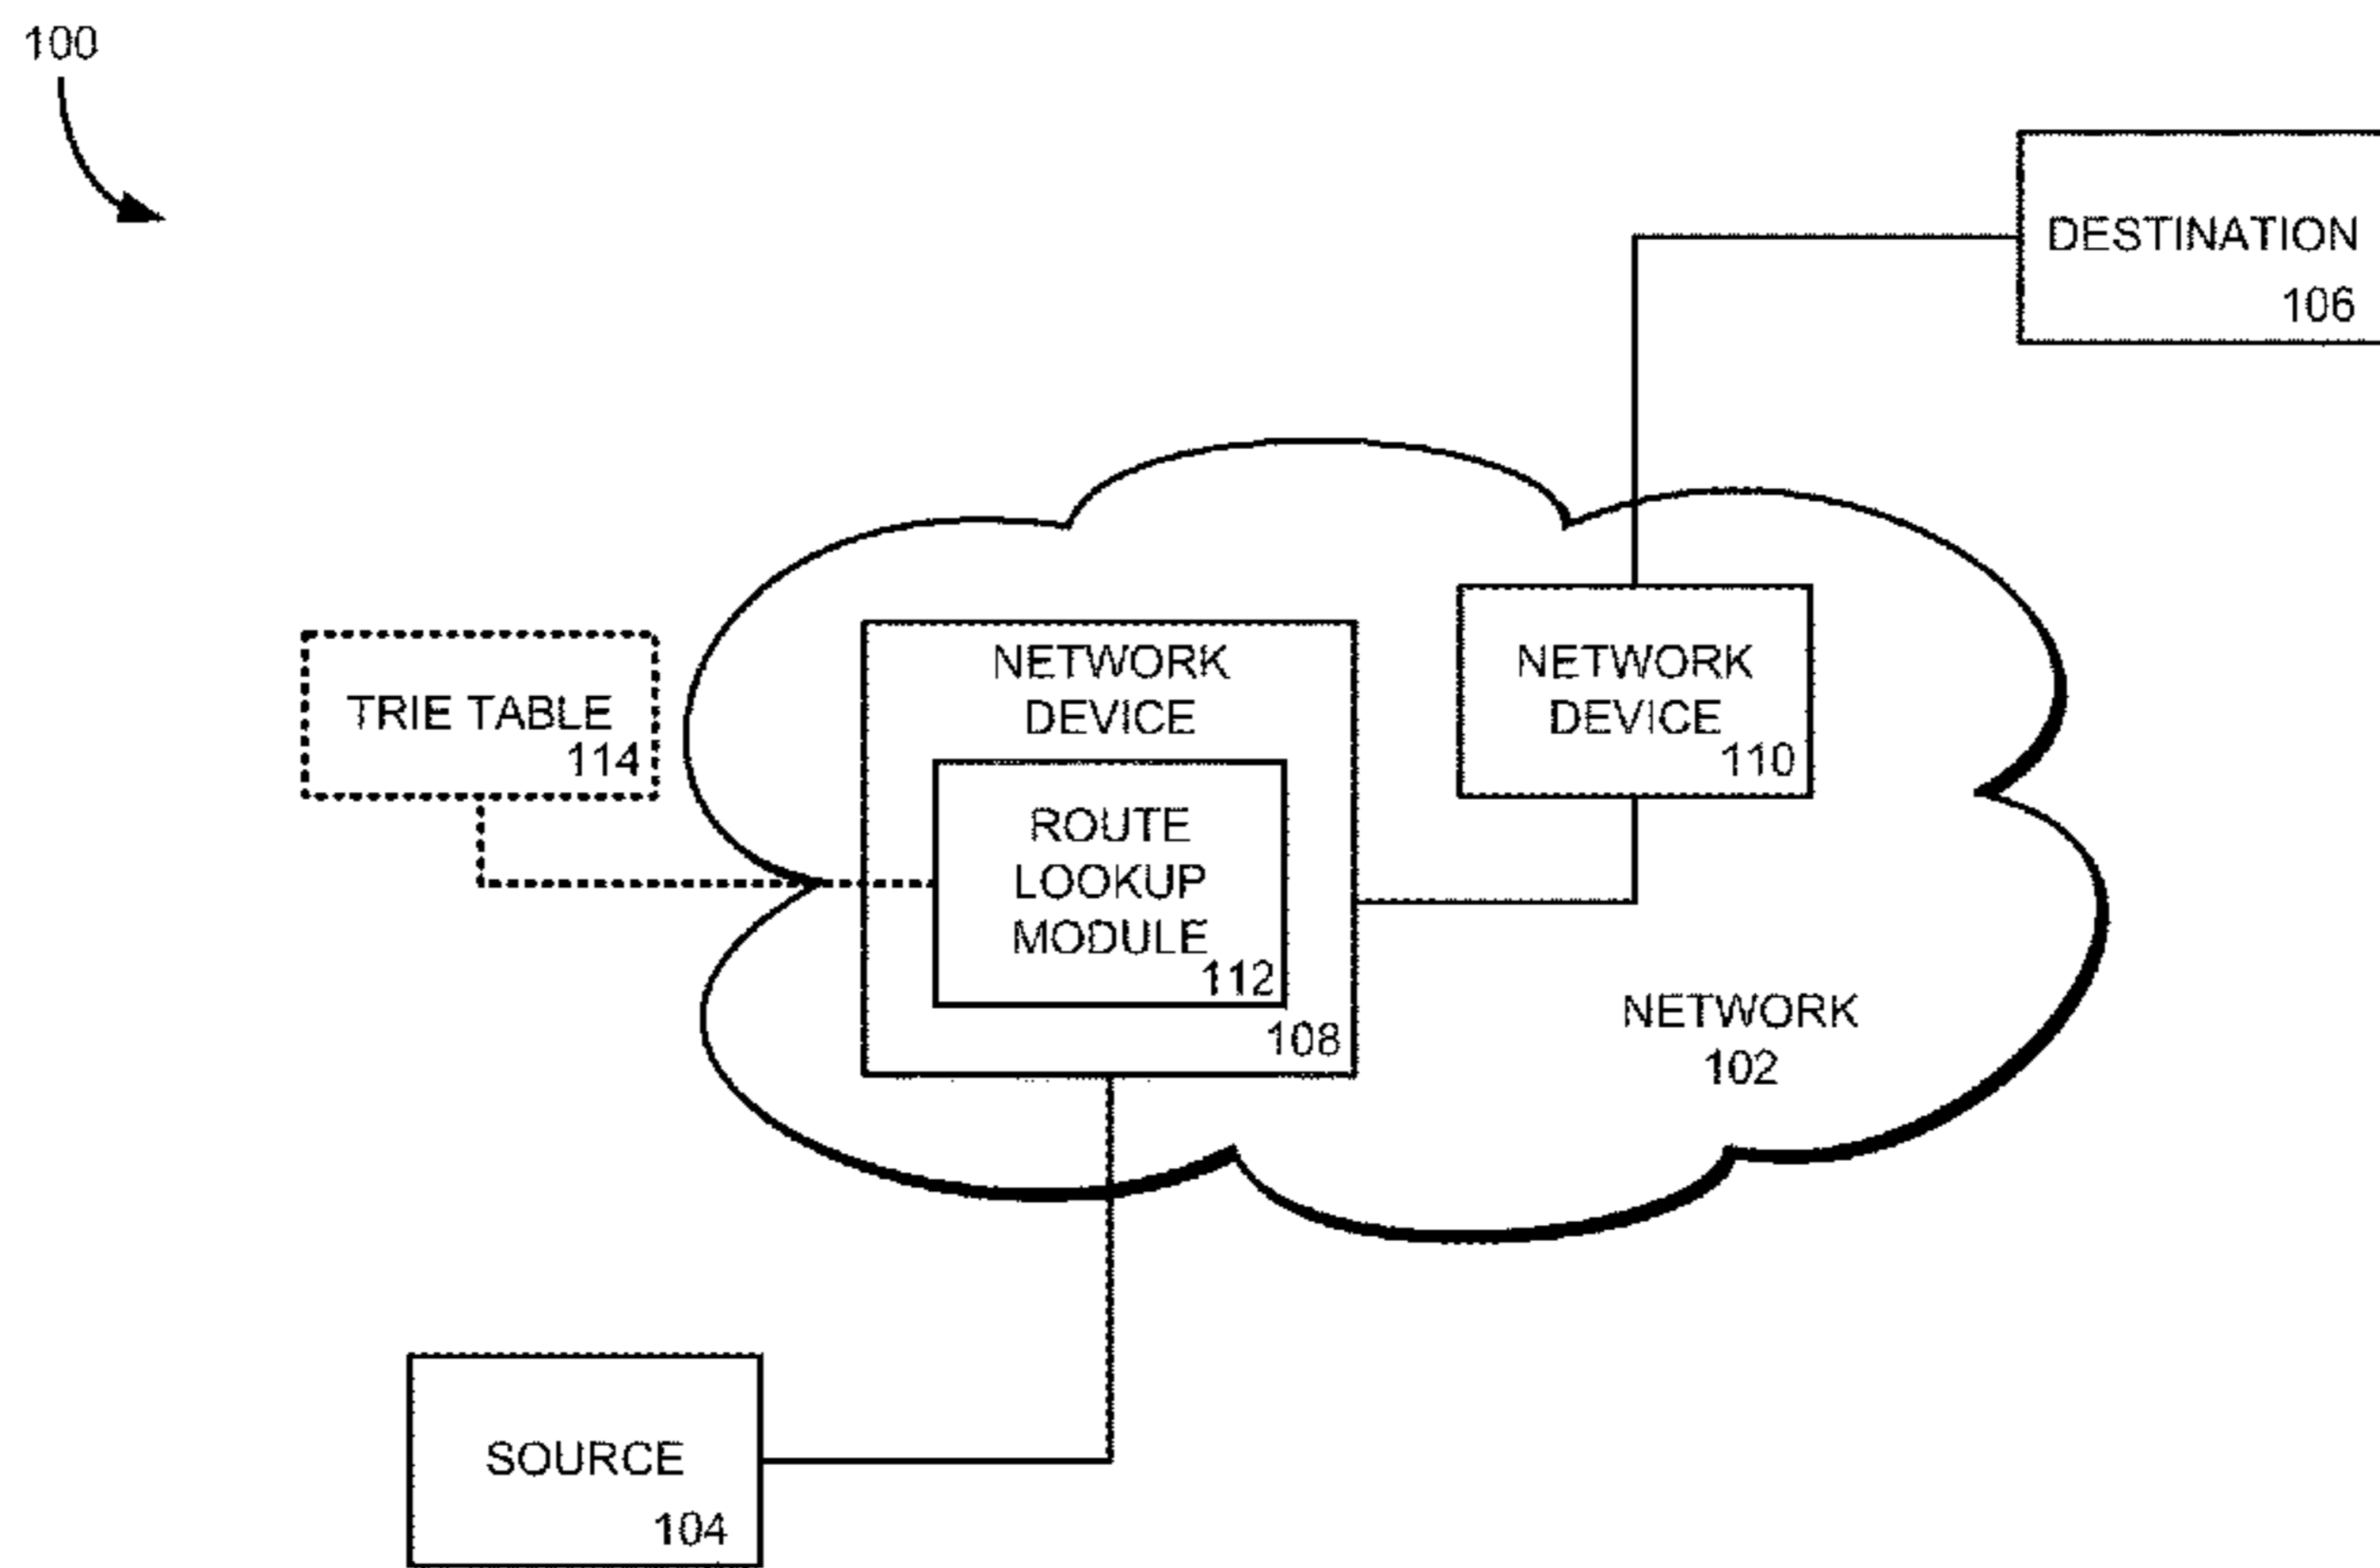 100
DESTINATION
106
NETWORK
DEVICE
110
TRIE TABLE
114
NETWORK
DEVICE
ROUTE
LOOKUP
MODULE
112
108
NETWORK
102
SOURCE
104